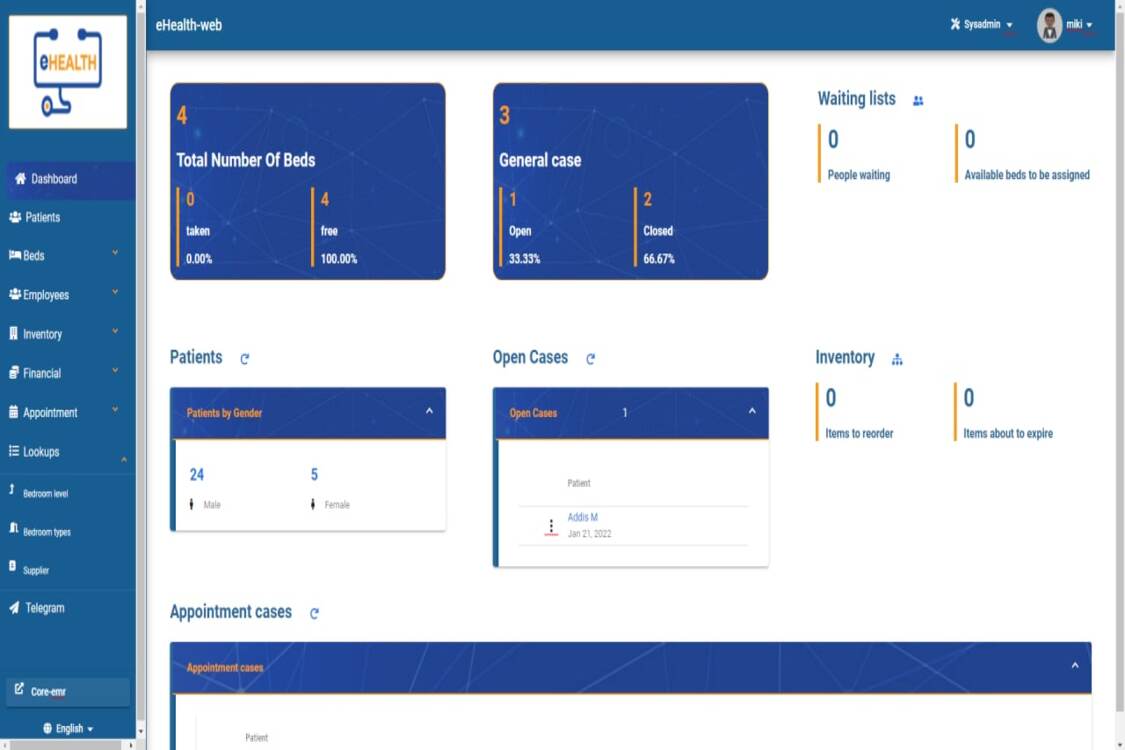 eHEALTH
Dashboard
Patients
Beds
Employees
Inventory
Financial
Appointment
Lookups
Bedroom level
Bedroom types
Supplier
Telegram
Core-emr
English
eHealth-web
Sysadmin
miki
4
Total Number Of Beds
0
taken
0.00%
4
free
100.00%
3
General case
1
Open
33.33%
2
Closed
66.67%
Waiting lists
0
People waiting
0
Available beds to be assigned
Patients
Patients by Gender
24
Male
5
Female
Open Cases
Open Cases 1
Patient
Addis M
Jan 21, 2022
Inventory
0
Items to reorder
0
Items about to expire
Appointment cases
Appointment cases
Patient